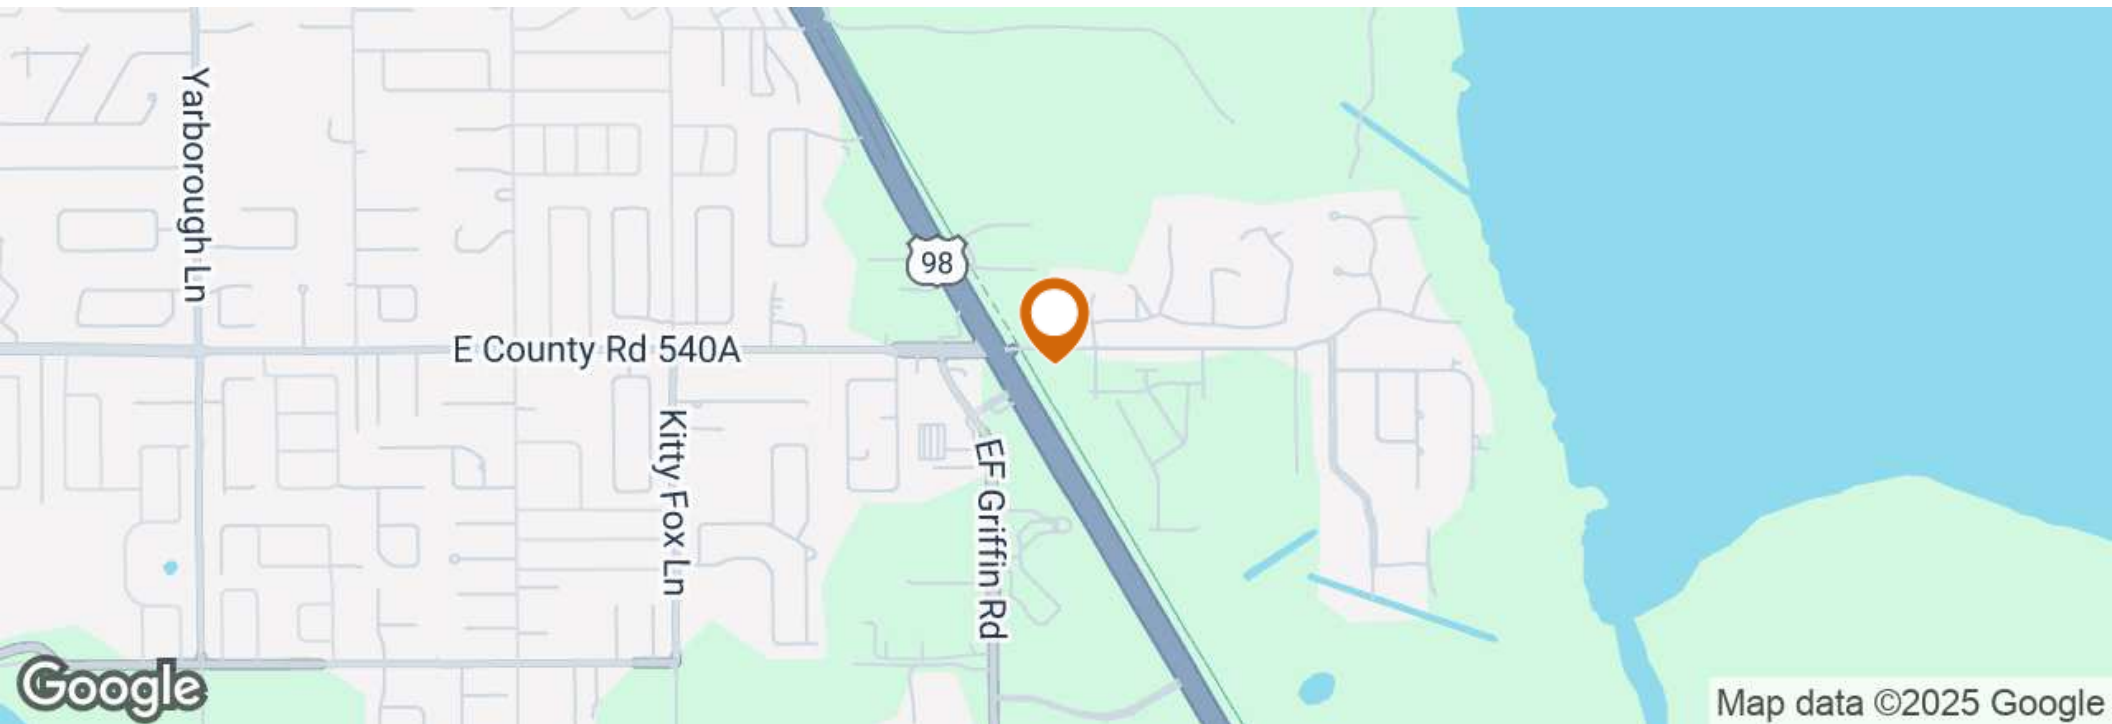 Yarborough Ln
98
E County Rd 540A
Kitty Fox Ln
EF Griffin Rd
Google
Map data ©2025 Google